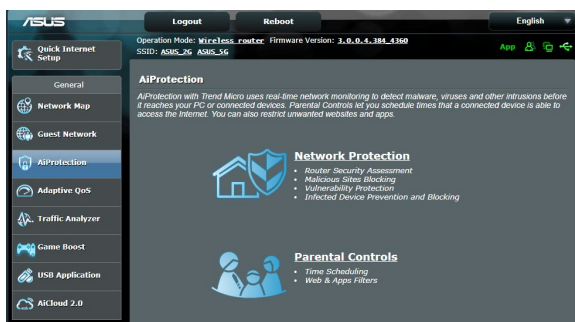 ASUS
Logout
Reboot
English
Quick Internet
Setup
Operation Mode: Wireless router Firmware Version: 3.0.0.4.384_4360
SSID: ASUS_2G ASUS_5G
App
General
Network Map
Guest Network
AiProtection
Adaptive QoS
Traffic Analyzer
Game Boost
USB Application
AiCloud 2.0
AiProtection
AiProtection with Trend Micro uses real-time network monitoring to detect malware, viruses and other intrusions before
it reaches your PC or connected devices. Parental Controls let you schedule times that a connected device is able to
access the Internet. You can also restrict unwanted websites and apps.
Network Protection
• Router Security Assessment
• Malicious Sites Blocking
• Vulnerability Protection
• Infected Device Prevention and Blocking
Parental Controls
• Time Scheduling
• Web & Apps Filters